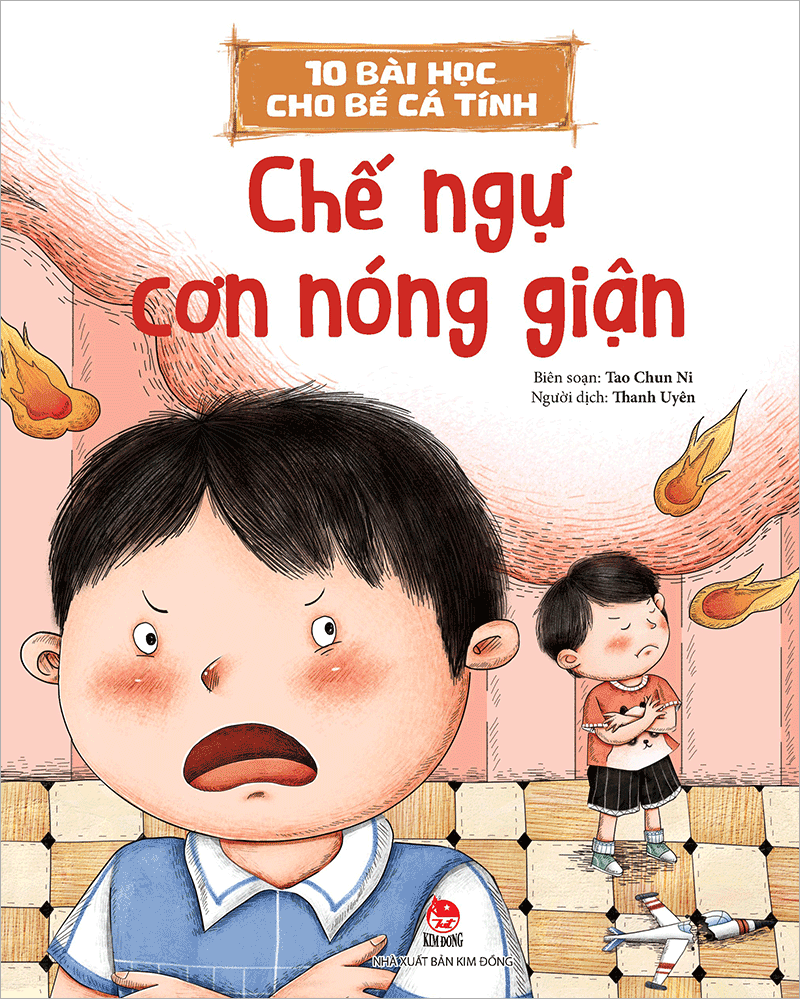 10 BÀI HỌC
CHO BÉ CÁ TÍNH
Chế ngự
cơn nóng giận
Biên soạn: Tao Chun Ni
Người dịch: Thanh Uyên
KIM ĐỒNG
NHÀ XUẤT BẢN KIM ĐỒNG